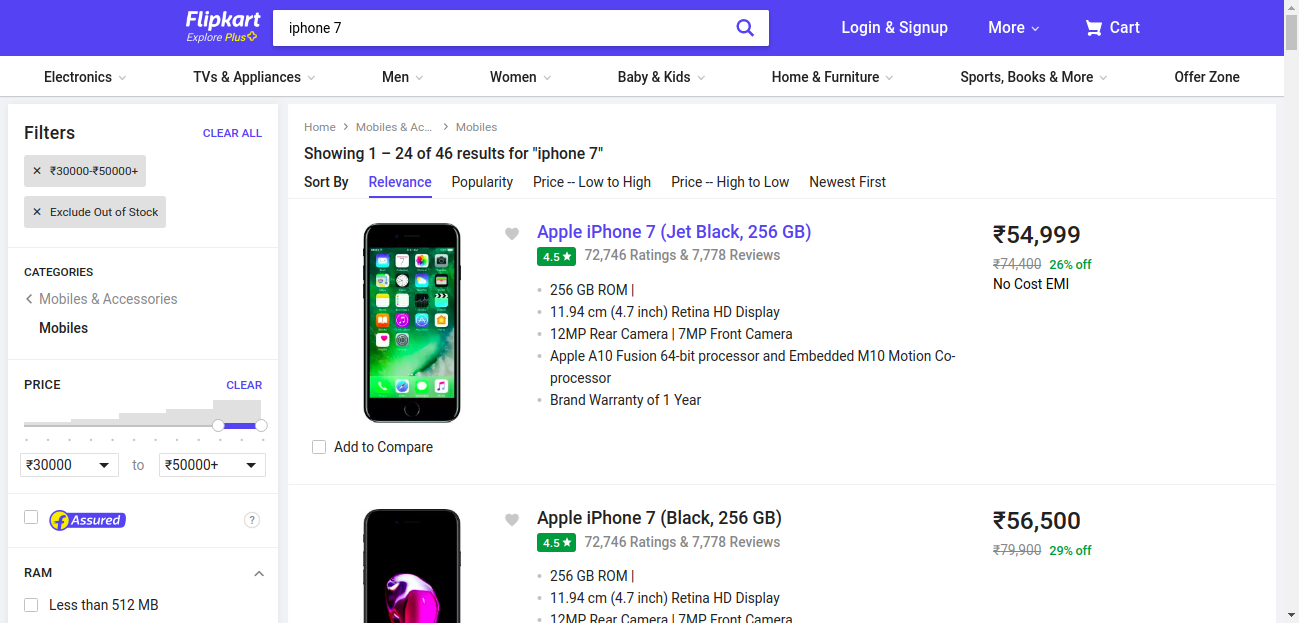 Flipkart
Explore Plus
iphone 7
Login & Signup
More
Cart
Electronics
TVs & Appliances
Men
Women
Baby & Kids
Home & Furniture
Sports, Books & More
Offer Zone
Filters
CLEAR ALL
✕ ₹30000-₹50000+
✕ Exclude Out of Stock
CATEGORIES
Mobiles & Accessories
Mobiles
PRICE
CLEAR
₹30000
to
₹50000+
Assured
?
RAM
Less than 512 MB
Home > Mobiles & Ac... > Mobiles
Showing 1 – 24 of 46 results for "iphone 7"
Sort By Relevance Popularity Price -- Low to High Price -- High to Low Newest First
Apple iPhone 7 (Jet Black, 256 GB)
4.5★ 72,746 Ratings & 7,778 Reviews
256 GB ROM |
11.94 cm (4.7 inch) Retina HD Display
12MP Rear Camera | 7MP Front Camera
Apple A10 Fusion 64-bit processor and Embedded M10 Motion Co-
processor
Brand Warranty of 1 Year
₹54,999
₹74,400 26% off
No Cost EMI
Add to Compare
Apple iPhone 7 (Black, 256 GB)
4.5★ 72,746 Ratings & 7,778 Reviews
256 GB ROM |
11.94 cm (4.7 inch) Retina HD Display
12MP Rear Camera | 7MP Front Camera
₹56,500
₹79,900 29% off